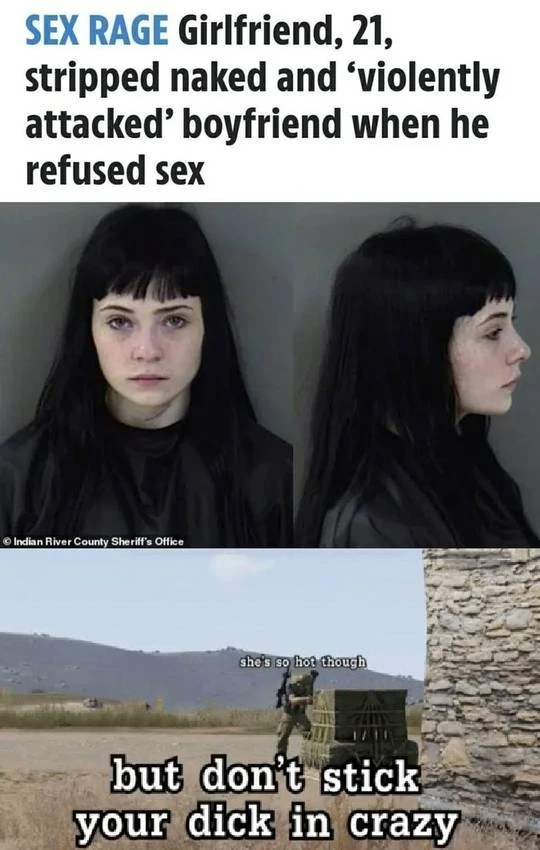 SEX RAGE Girlfriend, 21,
stripped naked and ‘violently
attacked’ boyfriend when he
refused sex
© Indian River County Sheriff's Office
she's so hot though
but don't stick
your dick in crazy